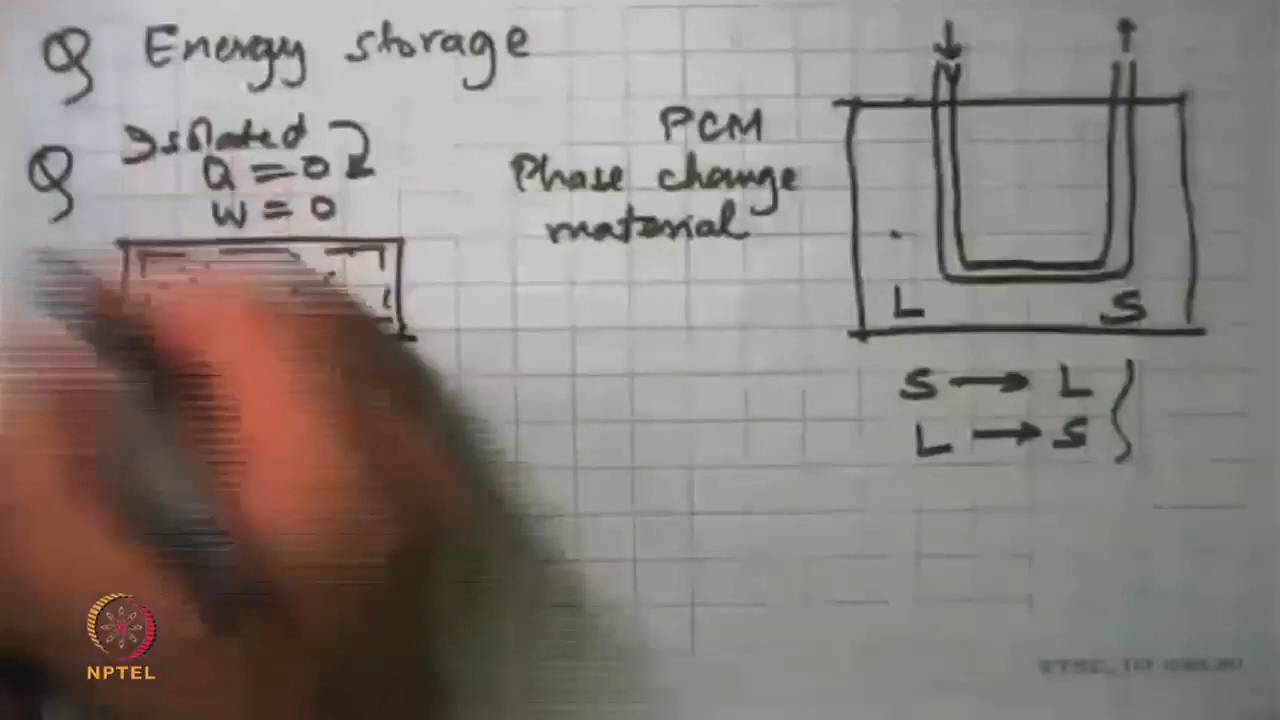 Q Energy storage
Q Isolated
Q = 0
W = 0
PCM
Phase change
material
L S
S → L
L → S
NPTEL